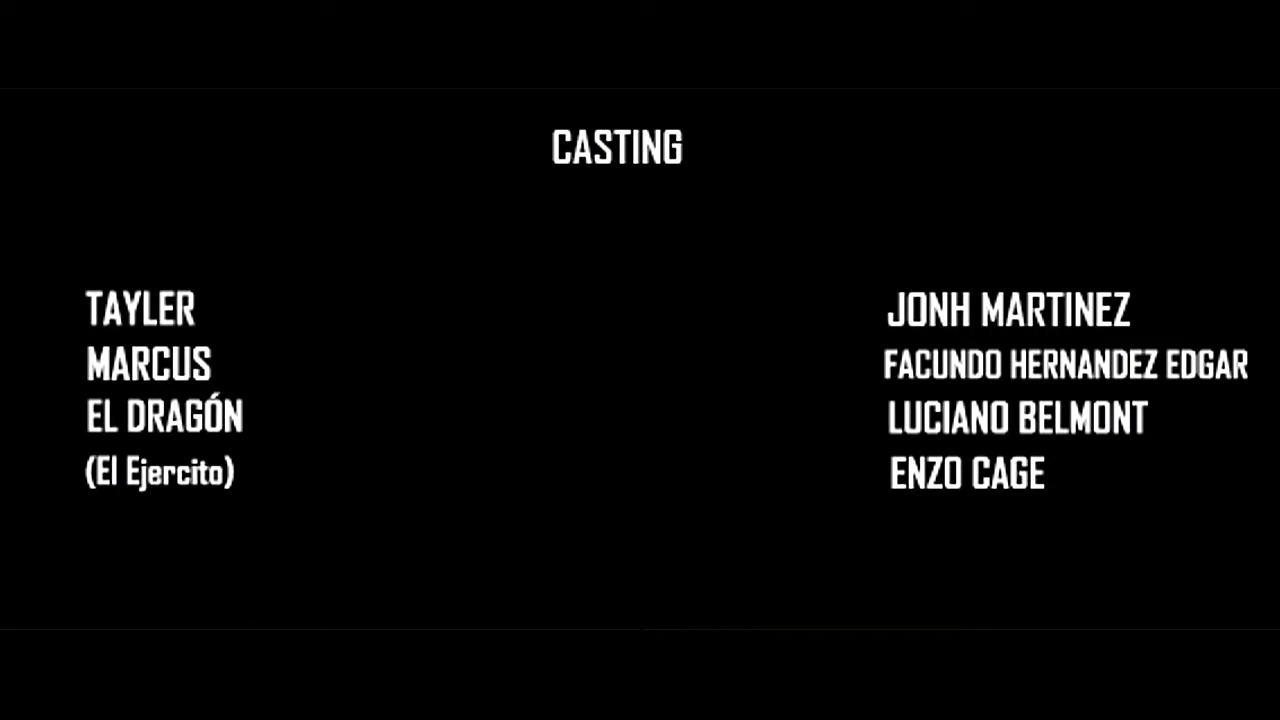 CASTING
TAYLER JONH MARTINEZ
MARCUS FACUNDO HERNANDEZ EDGAR
EL DRAGÓN LUCIANO BELMONT
(El Ejercito) ENZO CAGE